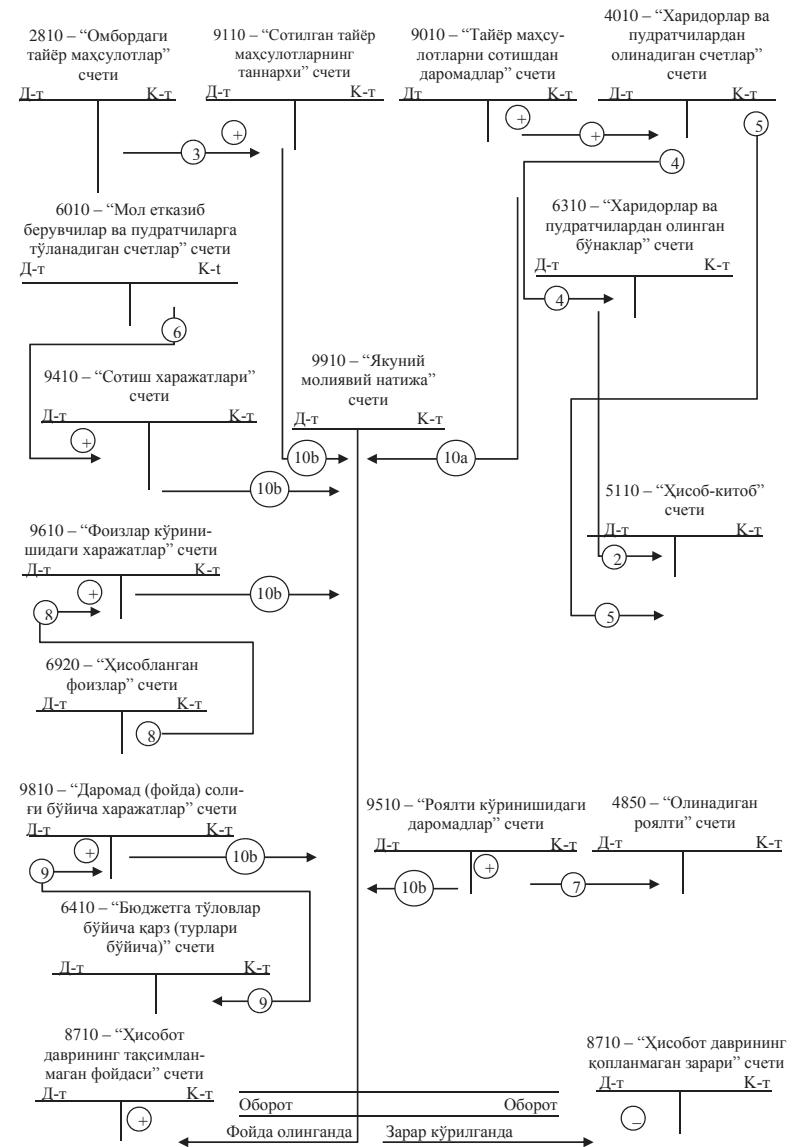 2810 – “Омбордаги
тайёр маҳсулотлар”
счети
Д-т К-т
9110 – “Сотилган тайёр
маҳсулотларнинг
таннархи” счети
Д-т К-т
9010 – “Тайёр маҳсу-
лотларни сотишдан
даромадлар” счети
Дт К-т
4010 – “Харидорлар ва
пудратчилардан
олинадиган счетлар”
счети
Д-т К-т
+
+
5
3
+
4
6010 – “Мол етказиб
берувчилар ва пудратчиларга
тўланадиган счетлар” счети
Д-т K-t
6310 – “Харидорлар ва
пудратчилардан олинган
бўнаклар” счети
Д-т К-т
4
6
9410 – “Сотиш харажатлари”
счети
Д-т К-т
+
10b
9910 – “Якуний
молиявий натижа”
счети
Д-т К-т
10b
10a
5110 – “Ҳисоб-китоб”
счети
Д-т К-т
2
5
9610 – “Фоизлар кўрини-
шидаги харажатлар” счети
Д-т К-т
+
10b
8
6920 – “Ҳисобланган
фоизлар” счети
Д-т К-т
8
9810 – “Даромад (фойда) соли-
ғи бўйича харажатлар” счети
Д-т К-т
+
10b
9
9510 – “Роялти кўринишидаги
даромадлар” счети
Д-т К-т
+
10b
7
4850 – “Олинадиган
роялти” счети
Д-т К-т
6410 – “Бюджетга тўловлар
бўйича қарз (турлари
бўйича)” счети
Д-т К-т
9
8710 – “Ҳисобот
даврининг тақсимлан-
маган фойдаси” счети
Д-т К-т
+
8710 – “Ҳисобот даврининг
қопланмаган зарари” счети
Д-т К-т
–
Оборот Оборот
Фойда олинганда Зарар кўрилганда